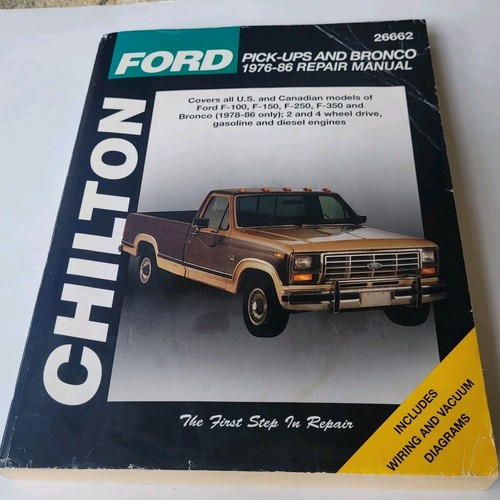 26662
FORD
PICK-UPS AND BRONCO
1976-86 REPAIR MANUAL
Covers all U.S. and Canadian models of
Ford F-100, F-150, F-250, F-350 and
Bronco (1978-86 only); 2 and 4 wheel drive,
gasoline and diesel engines
CHILTON
The First Step In Repair
INCLUDES
WIRING AND VACUUM
DIAGRAMS